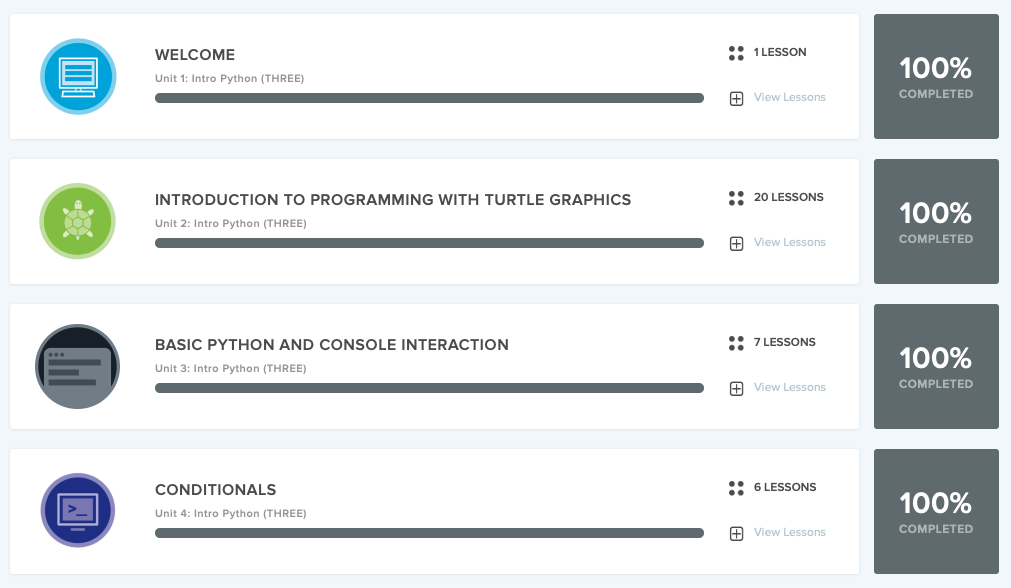 WELCOME
Unit 1: Intro Python (THREE)
1 LESSON
View Lessons
100%
COMPLETED
INTRODUCTION TO PROGRAMMING WITH TURTLE GRAPHICS
Unit 2: Intro Python (THREE)
20 LESSONS
View Lessons
100%
COMPLETED
BASIC PYTHON AND CONSOLE INTERACTION
Unit 3: Intro Python (THREE)
7 LESSONS
View Lessons
100%
COMPLETED
>_
CONDITIONALS
Unit 4: Intro Python (THREE)
6 LESSONS
View Lessons
100%
COMPLETED